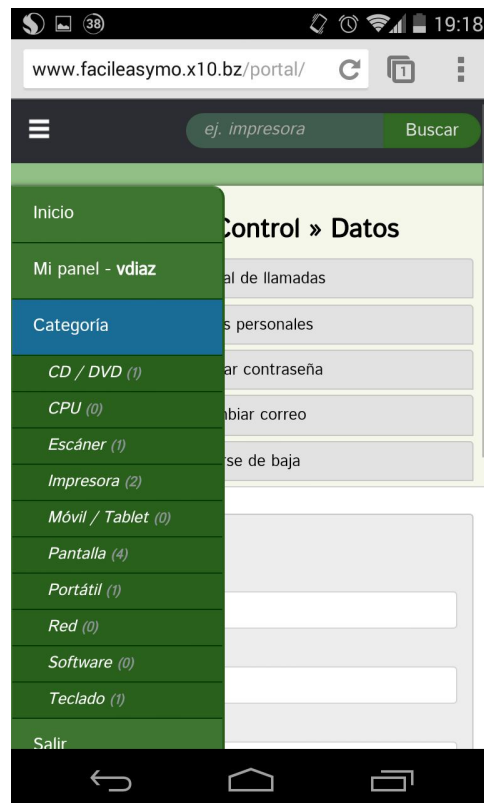 38
19:18
www.facileasymo.x10.bz/portal/
1
ej. impresora
Buscar
Control » Datos
al de llamadas
s personales
ar contraseña
nbiar correo
rse de baja
Inicio
Mi panel - vdiaz
Categoría
CD / DVD (1)
CPU (0)
Escáner (1)
Impresora (2)
Móvil / Tablet (0)
Pantalla (4)
Portátil (1)
Red (0)
Software (0)
Teclado (1)
Salir